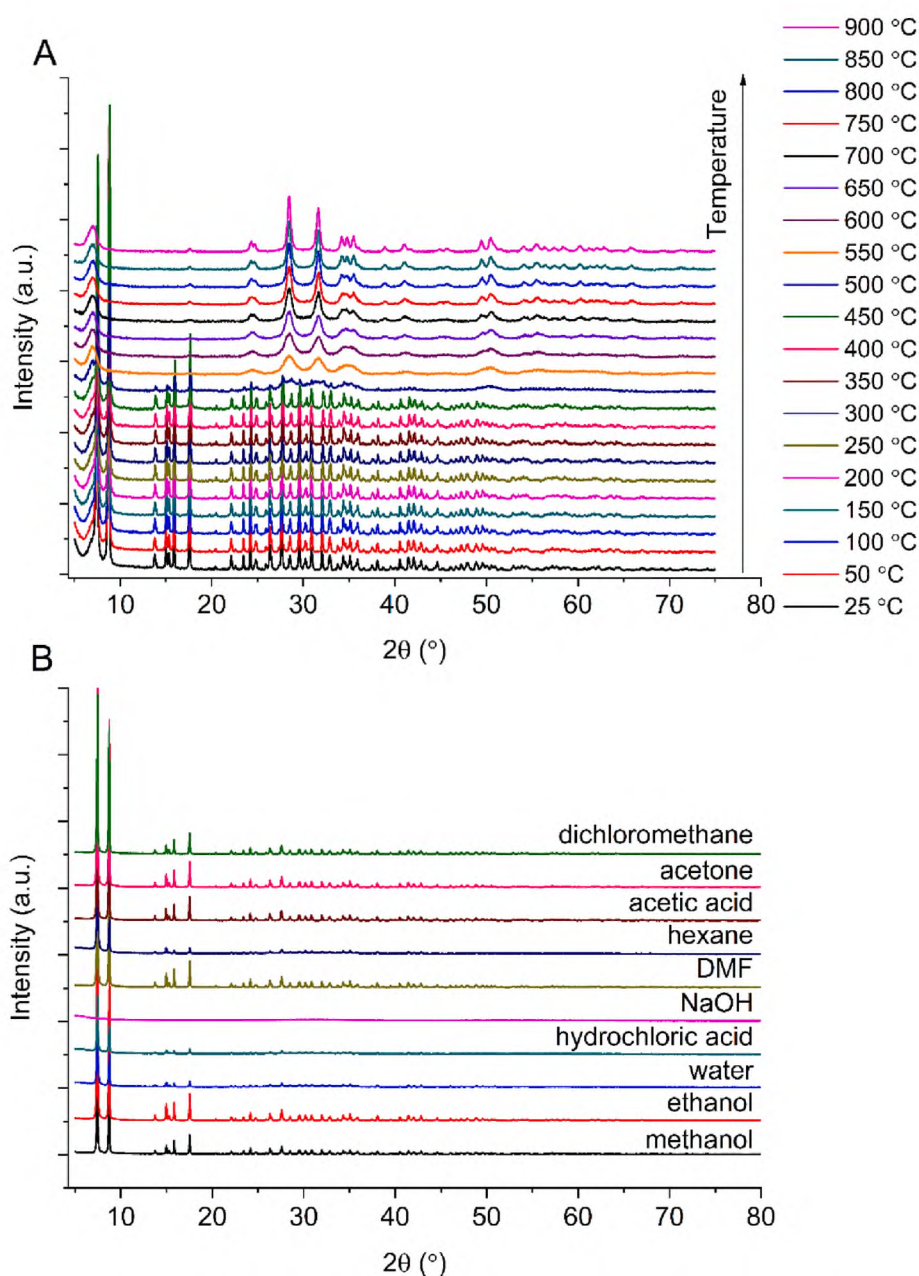 A
Intensity (a.u.)
10 20 30 40 50 60 70 80
2θ (°)
Temperature
900 °C
850 °C
800 °C
750 °C
700 °C
650 °C
600 °C
550 °C
500 °C
450 °C
400 °C
350 °C
300 °C
250 °C
200 °C
150 °C
100 °C
50 °C
25 °C
B
Intensity (a.u.)
dichloromethane
acetone
acetic acid
hexane
DMF
NaOH
hydrochloric acid
water
ethanol
methanol
10 20 30 40 50 60 70 80
2θ (°)